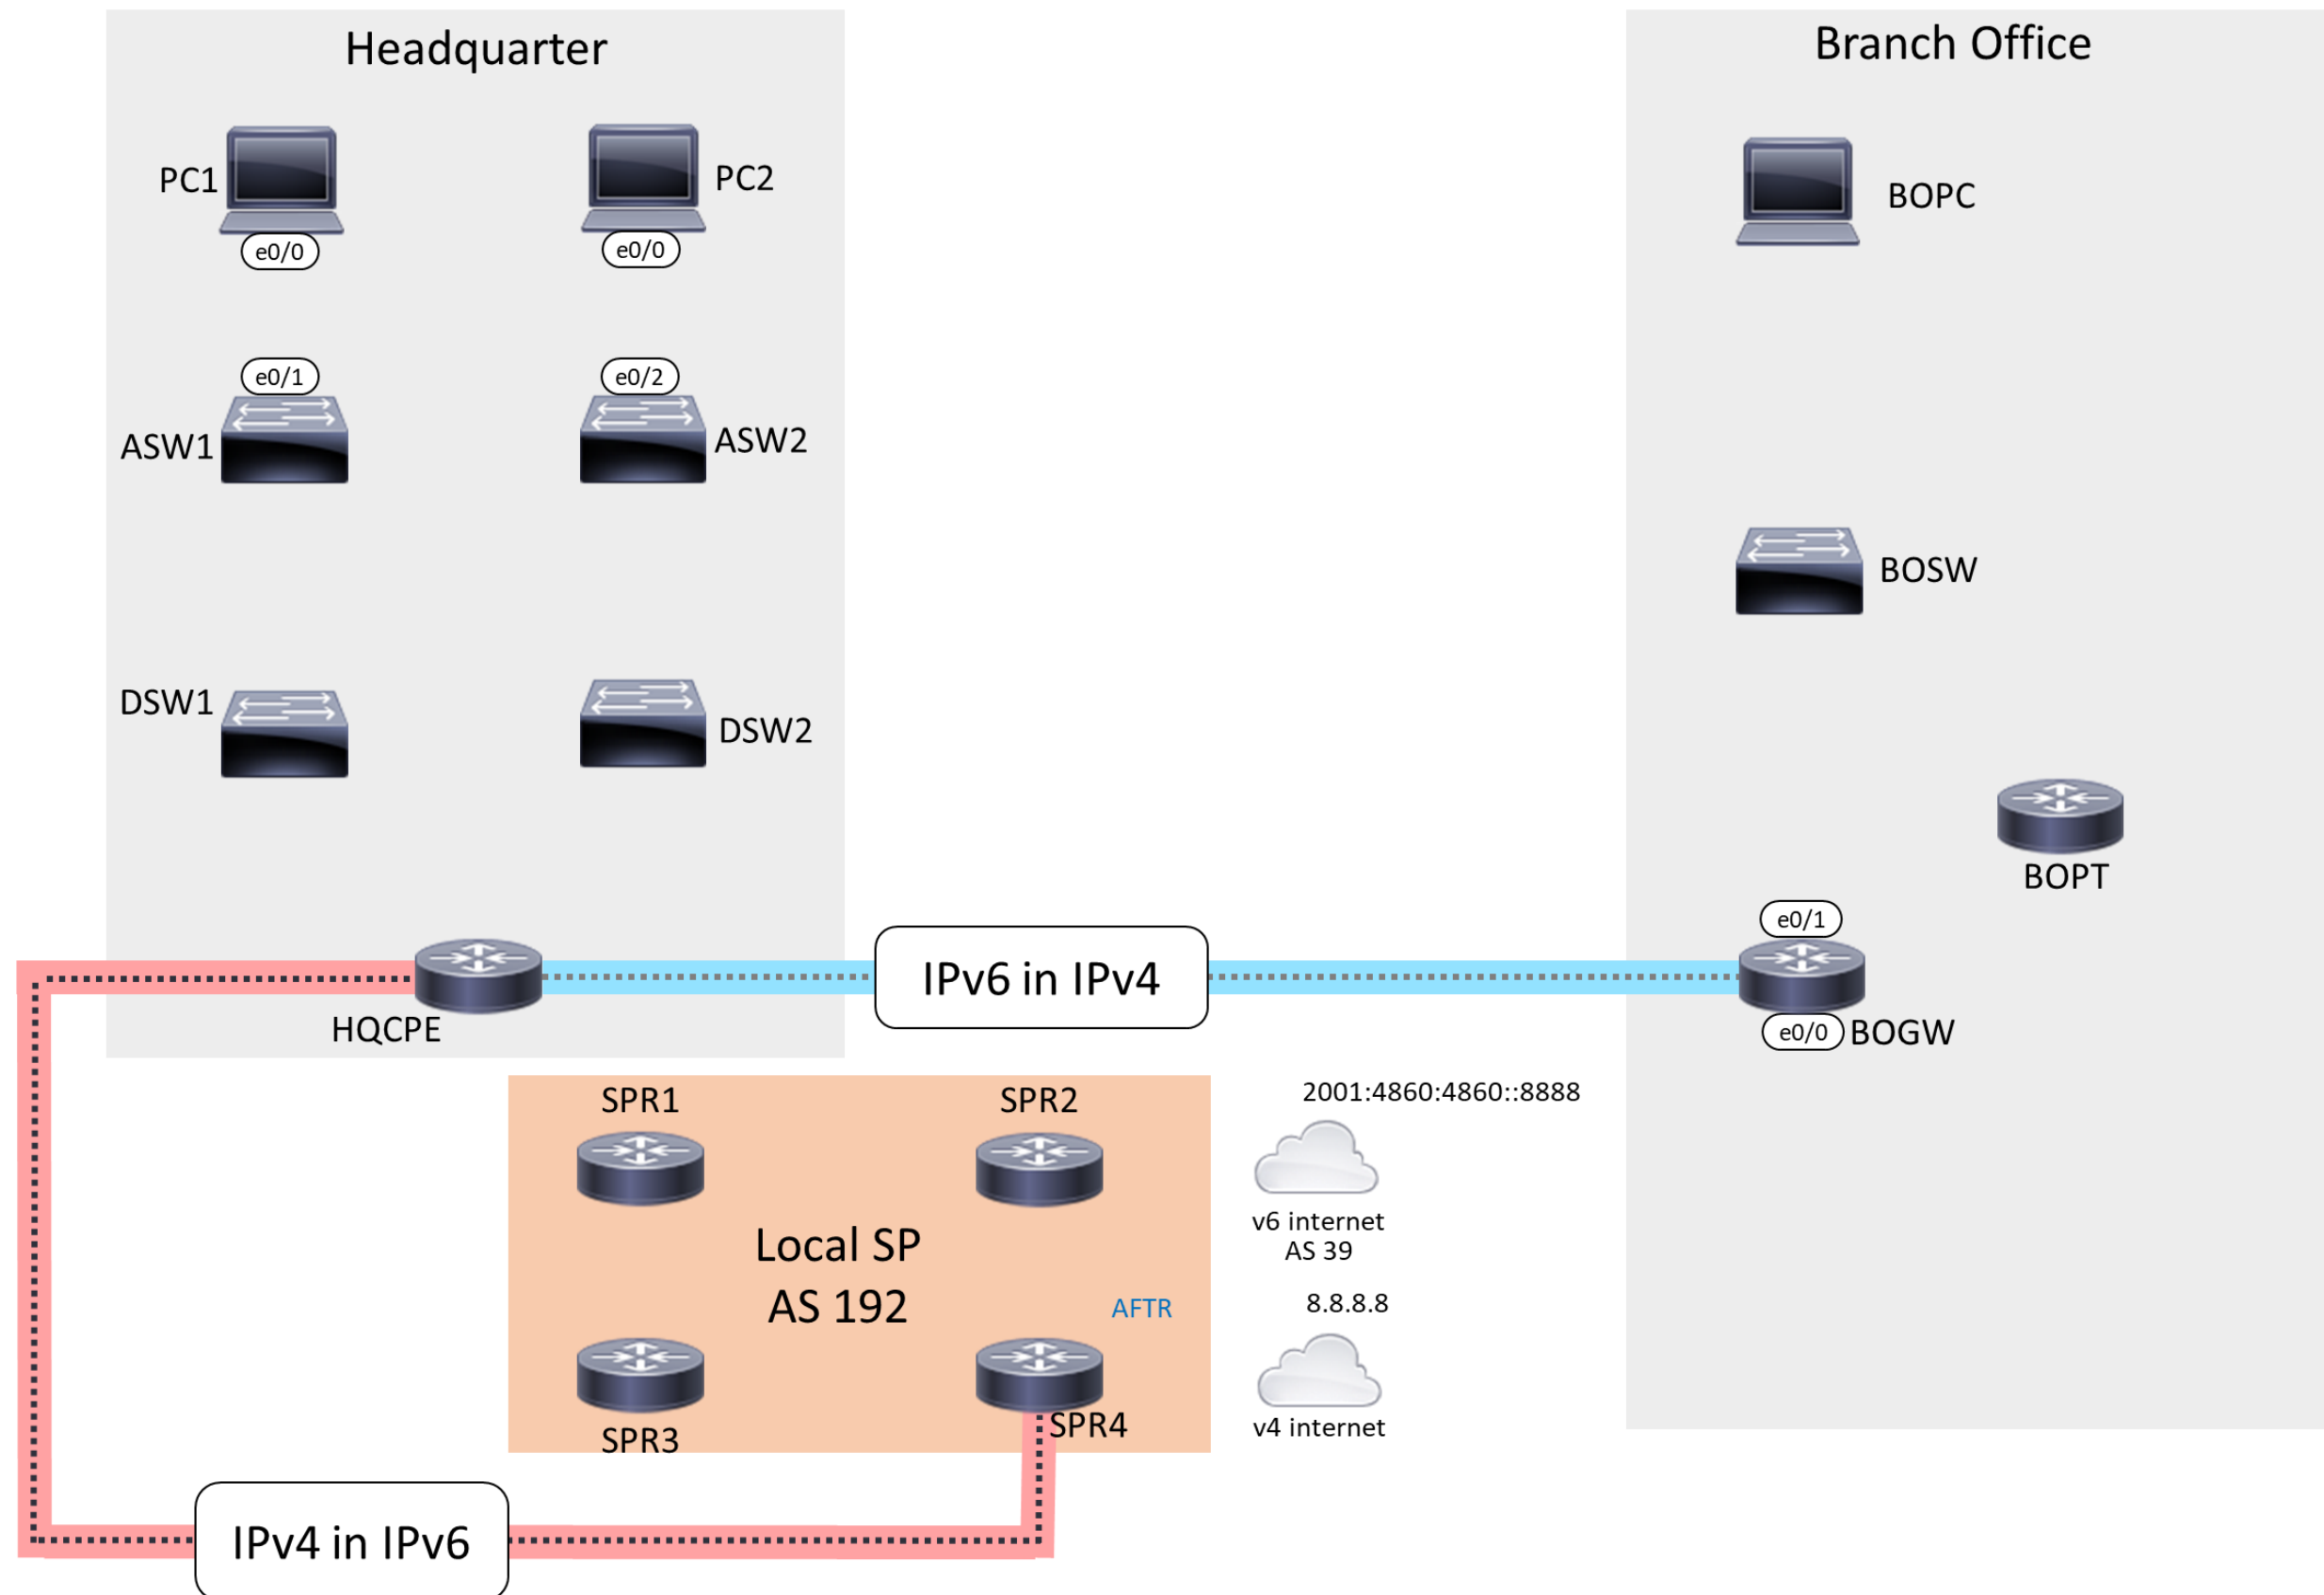 Headquarter
Branch Office
PC1
PC2
BOPC
e0/0
e0/0
e0/1
e0/2
ASW1
ASW2
BOSW
DSW1
DSW2
BOPT
e0/1
IPv6 in IPv4
HQCPE
e0/0
BOGW
SPR1
SPR2
2001:4860:4860::8888
v6 internet
AS 39
Local SP
AS 192
AFTR
8.8.8.8
SPR3
SPR4
v4 internet
IPv4 in IPv6